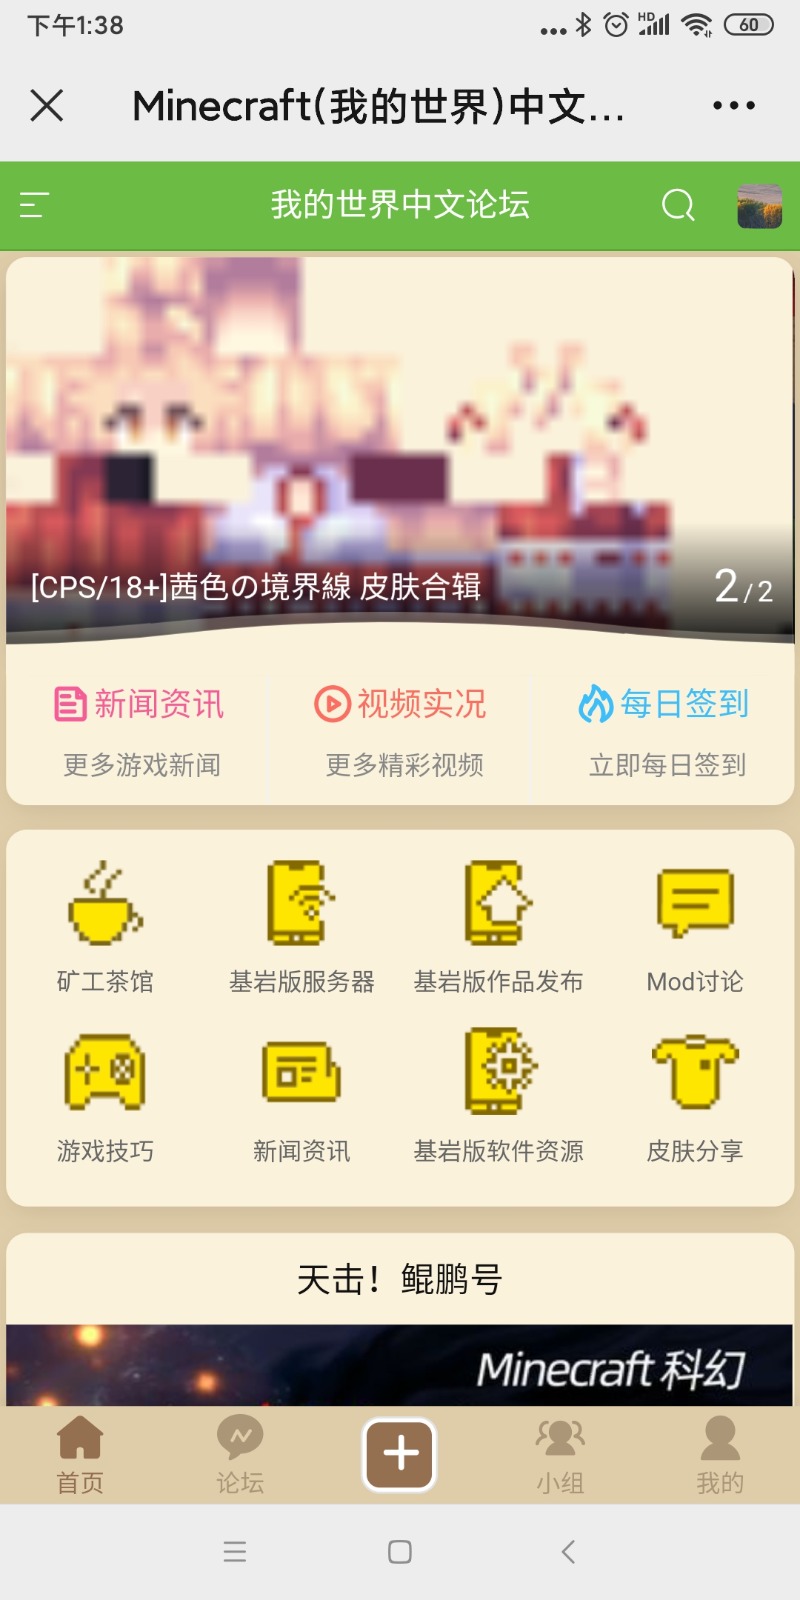 下午1:38
HD
60
Minecraft(我的世界)中文...
我的世界中文论坛
[CPS/18+]茜色の境界線 皮肤合辑
2/2
新闻资讯 视频实况 每日签到
更多游戏新闻 更多精彩视频 立即每日签到
矿工茶馆 基岩版服务器 基岩版作品发布 Mod讨论
游戏技巧 新闻资讯 基岩版软件资源 皮肤分享
天击！鲲鹏号
Minecraft 科幻
首页 论坛 小组 我的